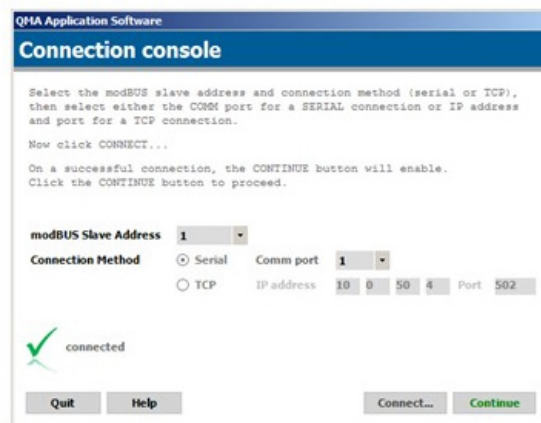 QMA Application Software
Connection console
Select the modBUS slave address and connection method (serial or TCP),
then select either the COMM port for a SERIAL connection or IP address
and port for a TCP connection.
Now click CONNECT...
On a successful connection, the CONTINUE button will enable.
Click the CONTINUE button to proceed.
modBUS Slave Address 1
Connection Method Serial Comm port 1
TCP IP address 10 0 50 4 Port 502
connected
Quit Help Connect... Continue